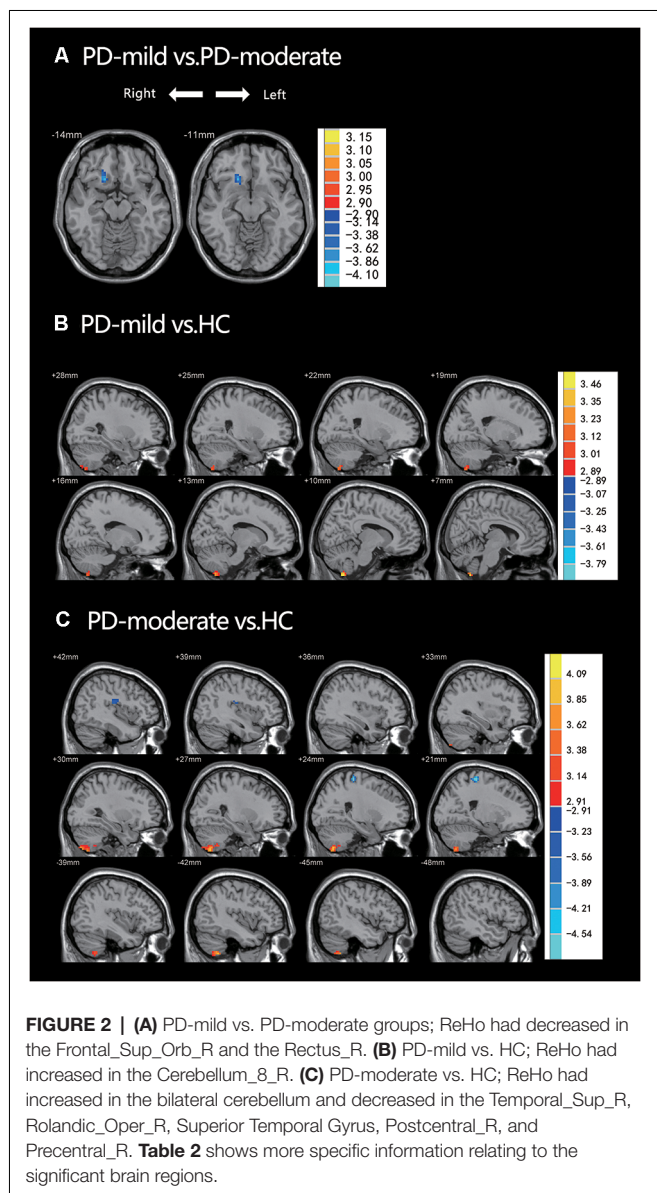 A PD-mild vs.PD-moderate
Right Left
-14mm -11mm
3.15
3.10
3.05
3.00
2.95
2.90
-2.90
-3.14
-3.38
-3.62
-3.86
-4.10
B PD-mild vs.HC
+28mm +25mm +22mm +19mm
+16mm +13mm +10mm +7mm
3.46
3.35
3.23
3.12
3.01
2.89
-2.89
-3.07
-3.25
-3.43
-3.61
-3.79
C PD-moderate vs.HC
+42mm +39mm +36mm +33mm
+30mm +27mm +24mm +21mm
-39mm -42mm -45mm -48mm
4.09
3.85
3.62
3.38
3.14
2.91
-2.91
-3.23
-3.56
-3.89
-4.21
-4.54
FIGURE 2 | (A) PD-mild vs. PD-moderate groups; ReHo had decreased in
the Frontal_Sup_Orb_R and the Rectus_R. (B) PD-mild vs. HC; ReHo had
increased in the Cerebellum_8_R. (C) PD-moderate vs. HC; ReHo had
increased in the bilateral cerebellum and decreased in the Temporal_Sup_R,
Rolandic_Oper_R, Superior Temporal Gyrus, Postcentral_R, and
Precentral_R. Table 2 shows more specific information relating to the
significant brain regions.